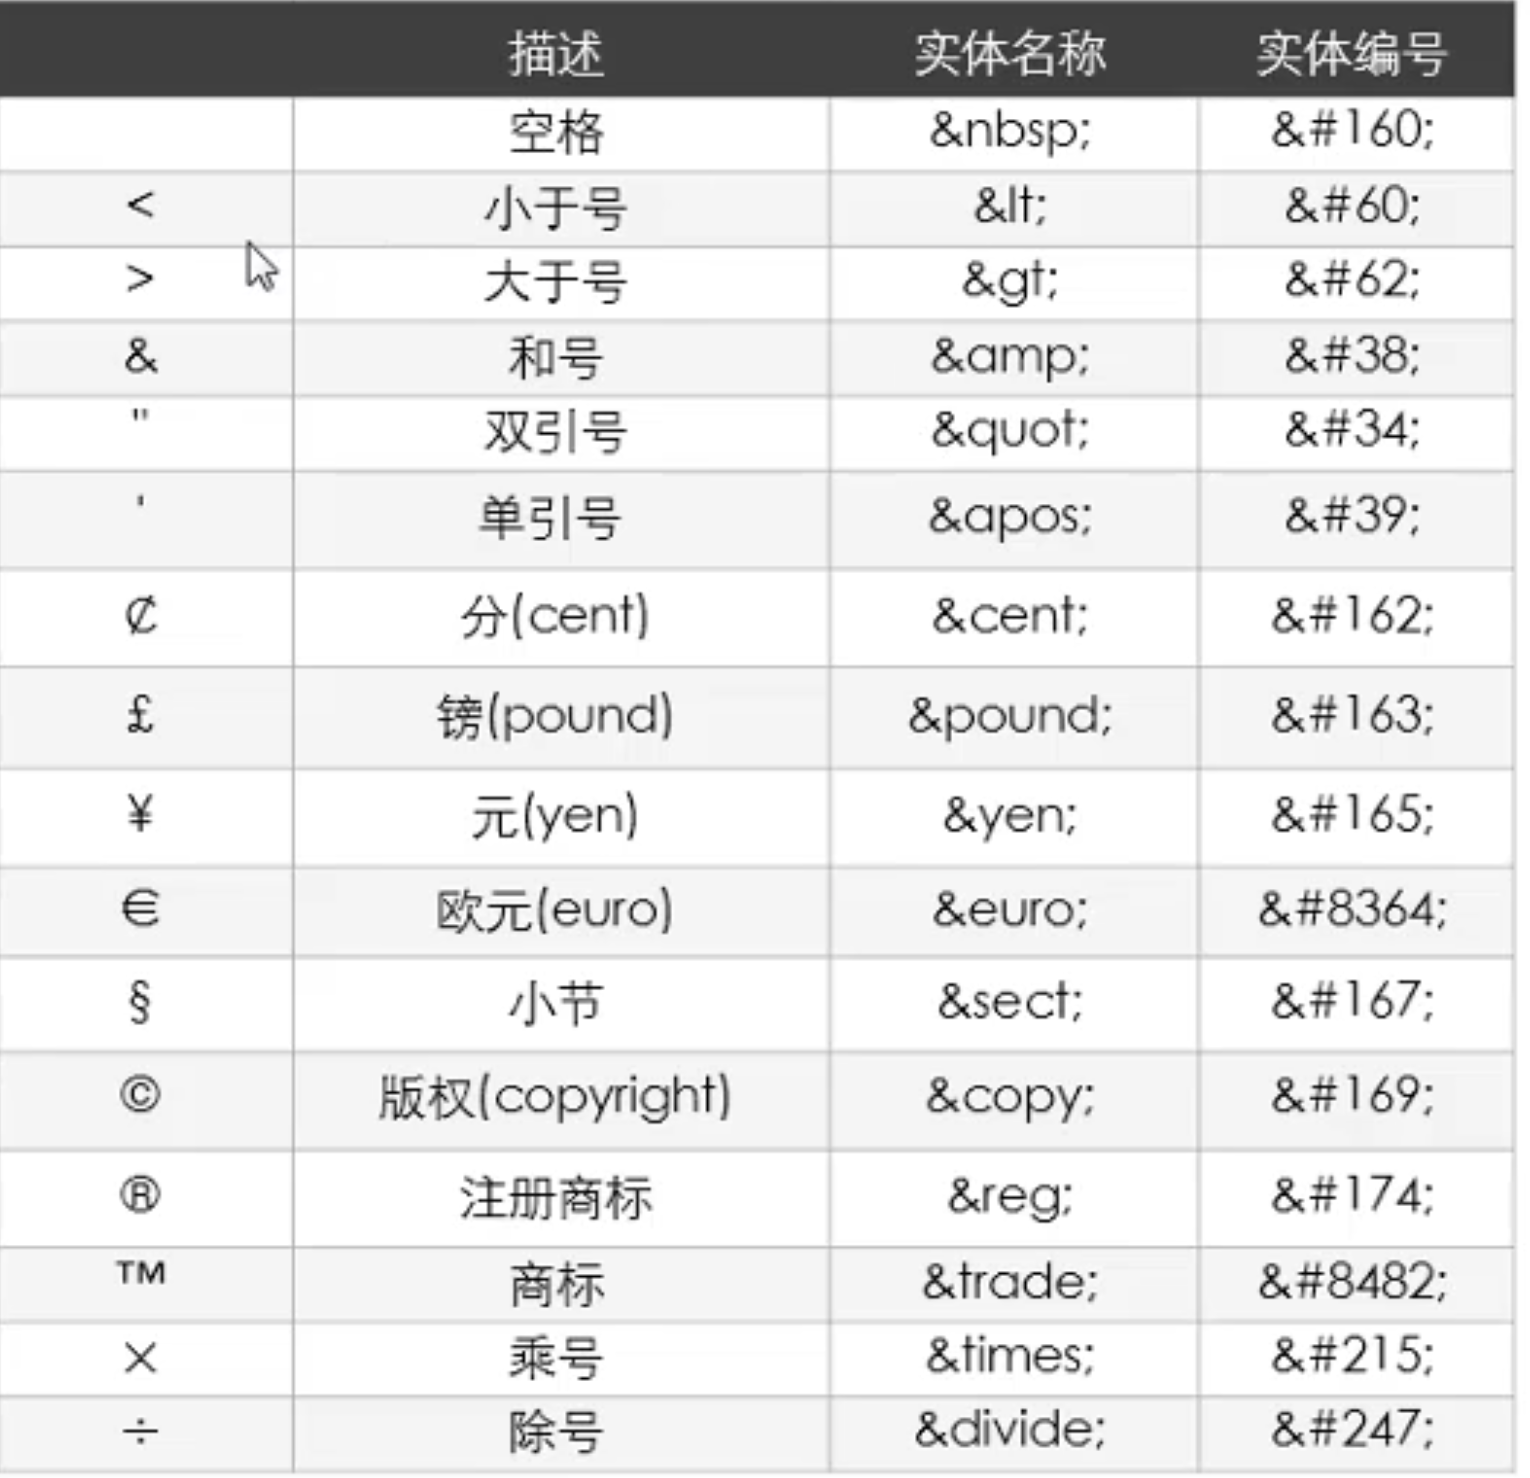 描述 实体名称 实体编号
空格 &nbsp; &#160;
< 小于号 &lt; &#60;
> 大于号 &gt; &#62;
& 和号 &amp; &#38;
" 双引号 &quot; &#34;
' 单引号 &apos; &#39;
₡ 分(cent) &cent; &#162;
£ 镑(pound) &pound; &#163;
¥ 元(yen) &yen; &#165;
€ 欧元(euro) &euro; &#8364;
§ 小节 &sect; &#167;
© 版权(copyright) &copy; &#169;
® 注册商标 &reg; &#174;
™ 商标 &trade; &#8482;
× 乘号 &times; &#215;
÷ 除号 &divide; &#247;